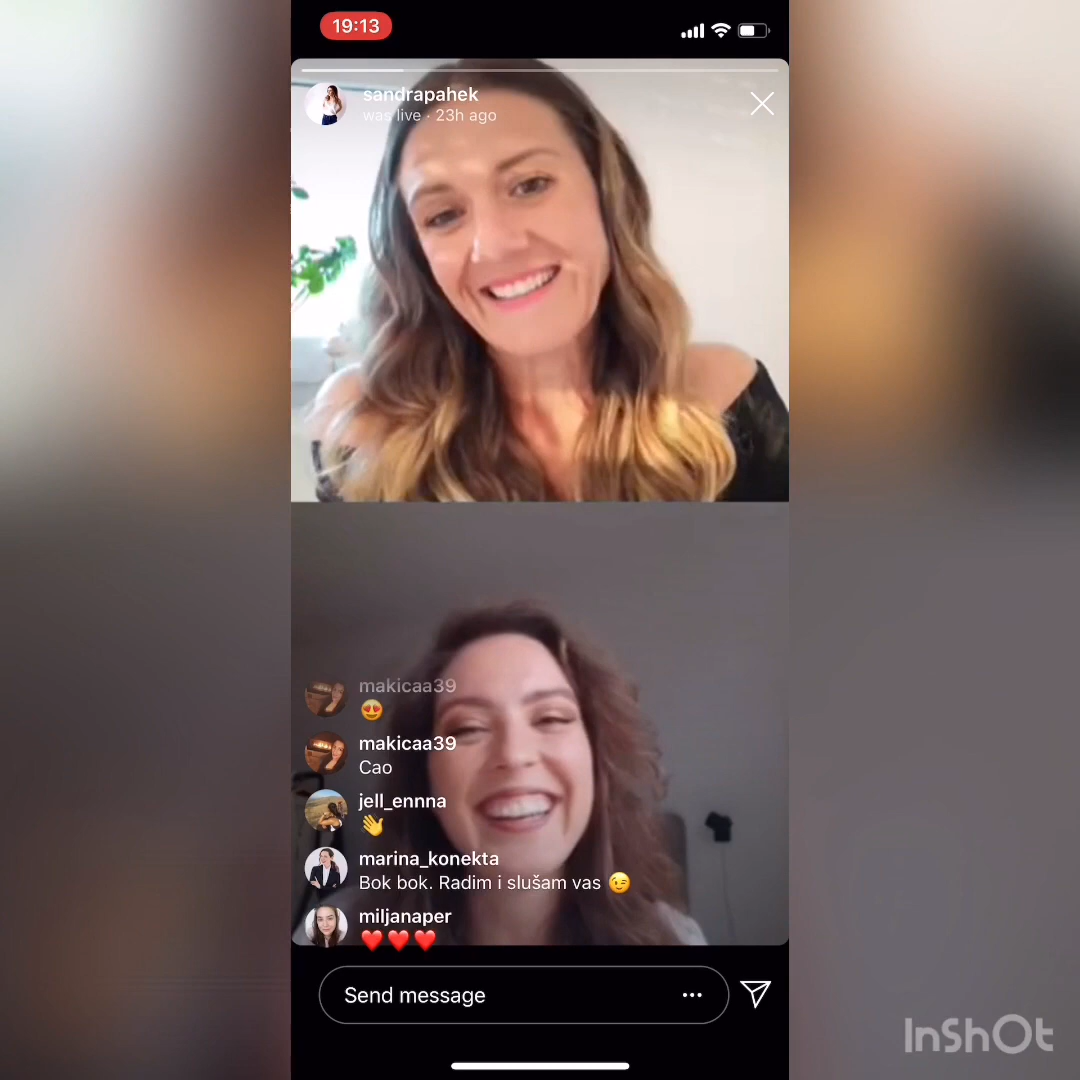 19:13
sandrapahek
was live · 23h ago
makicaa39
😍
makicaa39
Cao
jell_ennna
👋
marina_konekta
Bok bok. Radim i slušam vas 😉
miljanaper
❤️❤️❤️
Send message
InShOt